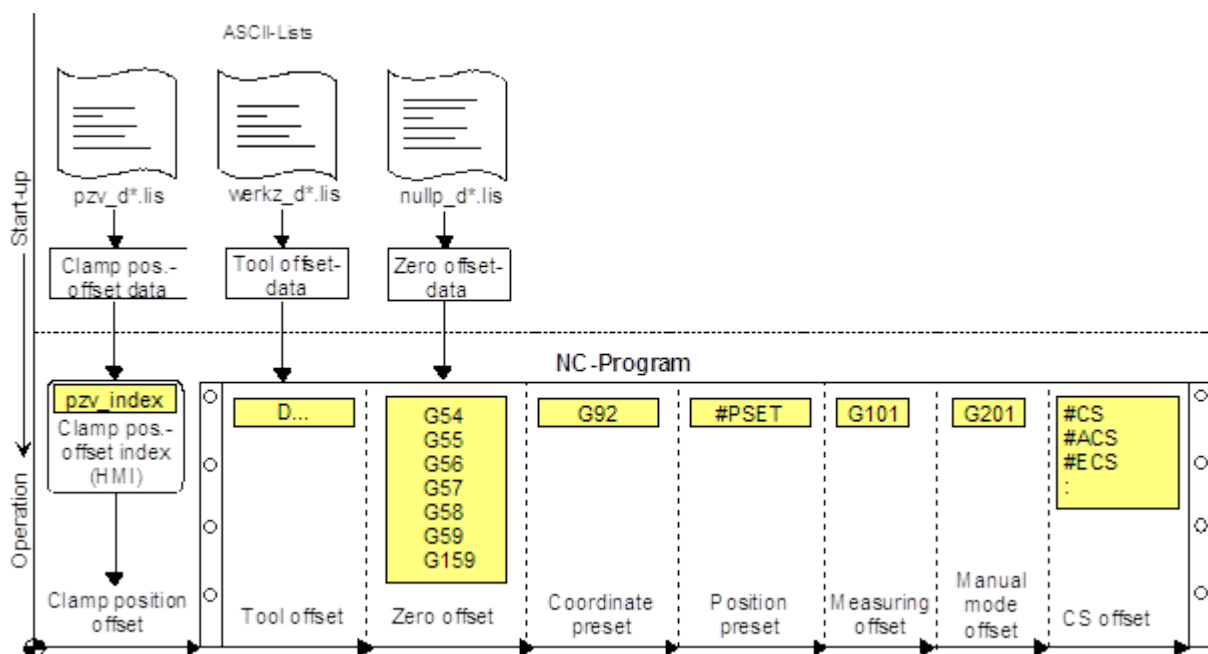 ASCII-Lists
pzv_d*.lis
werkz_d*.lis
nullp_d*.lis
Start-up
Clamp pos.-
offset data
Tool offset-
data
Zero offset-
data
NC-Program
Operation
pzv_index
Clamp pos.-
offset index
(HMI)
D...
G54
G55
G56
G57
G58
G59
G159
G92
#PSET
G101
G201
#CS
#ACS
#ECS
:
Clamp position
offset
Tool offset
Zero offset
Coordinate
preset
Position
preset
Measuring
offset
Manual
mode
offset
CS offset